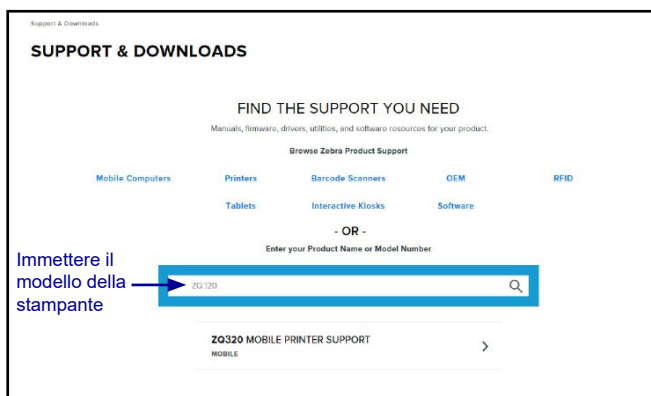 Support & Downloads
SUPPORT & DOWNLOADS
FIND THE SUPPORT YOU NEED
Manuals, firmware, drivers, utilities, and software resources for your product.
Browse Zebra Product Support
Mobile Computers Printers Barcode Scanners OEM RFID
Tablets Interactive Kiosks Software
- OR -
Enter your Product Name or Model Number
Immettere il
modello della
stampante
ZQ320
ZQ320 MOBILE PRINTER SUPPORT
MOBILE